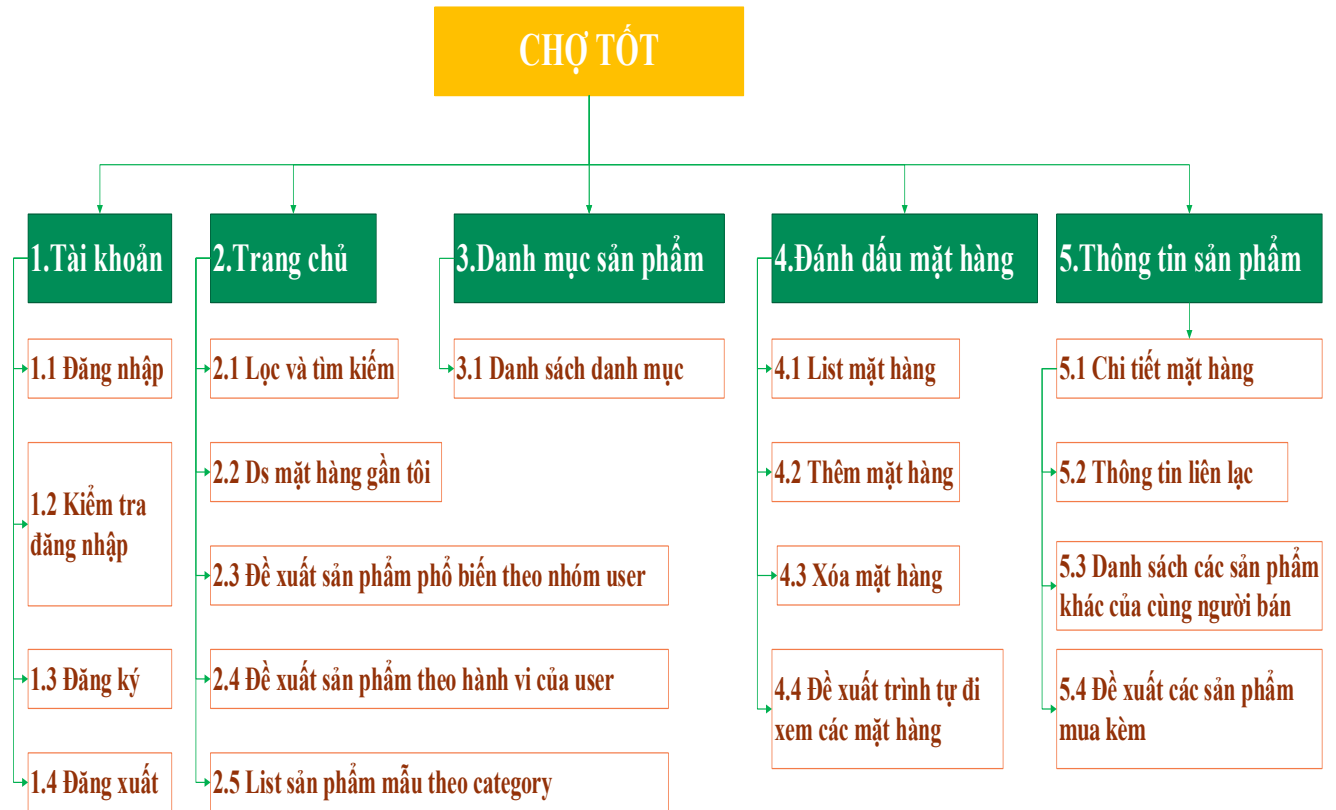 CHỢ TỐT
1.Tài khoản
2.Trang chủ
3.Danh mục sản phẩm
4.Đánh dấu mặt hàng
5.Thông tin sản phẩm
1.1 Đăng nhập
1.2 Kiểm tra
đăng nhập
1.3 Đăng ký
1.4 Đăng xuất
2.1 Lọc và tìm kiếm
2.2 Ds mặt hàng gần tôi
2.3 Đề xuất sản phẩm phổ biến theo nhóm user
2.4 Đề xuất sản phẩm theo hành vi của user
2.5 List sản phẩm mẫu theo category
3.1 Danh sách danh mục
4.1 List mặt hàng
4.2 Thêm mặt hàng
4.3 Xóa mặt hàng
4.4 Đề xuất trình tự đi
xem các mặt hàng
5.1 Chi tiết mặt hàng
5.2 Thông tin liên lạc
5.3 Danh sách các sản phẩm
khác của cùng người bán
5.4 Đề xuất các sản phẩm
mua kèm